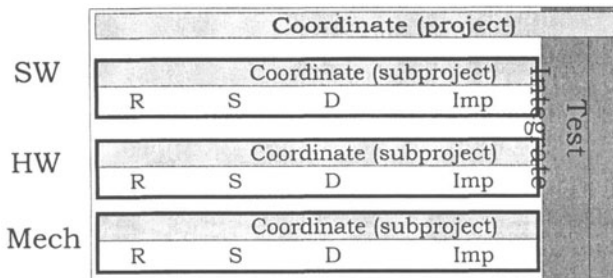 Coordinate (project)
SW
Coordinate (subproject)
R S D Imp
HW
Coordinate (subproject)
R S D Imp
Mech
Coordinate (subproject)
R S D Imp
Integrate
Test